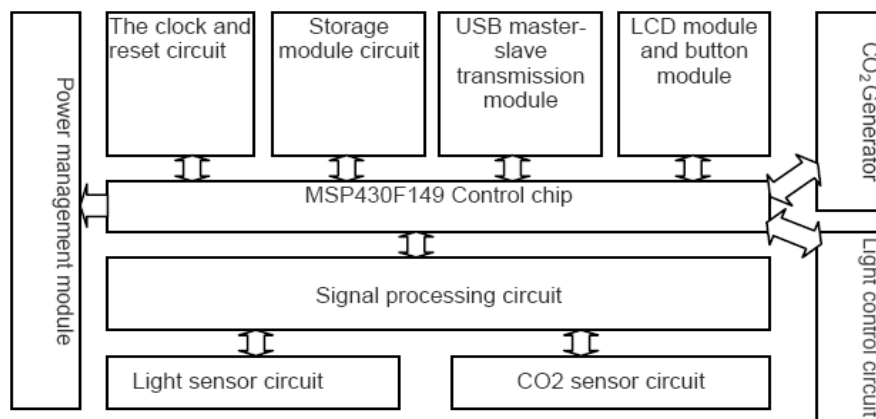 The clock and
reset circuit
Storage
module circuit
USB master-
slave
transmission
module
LCD module
and button
module
CO2 Generator
Power management module
MSP430F149 Control chip
Signal processing circuit
Light control circuit
Light sensor circuit
CO2 sensor circuit